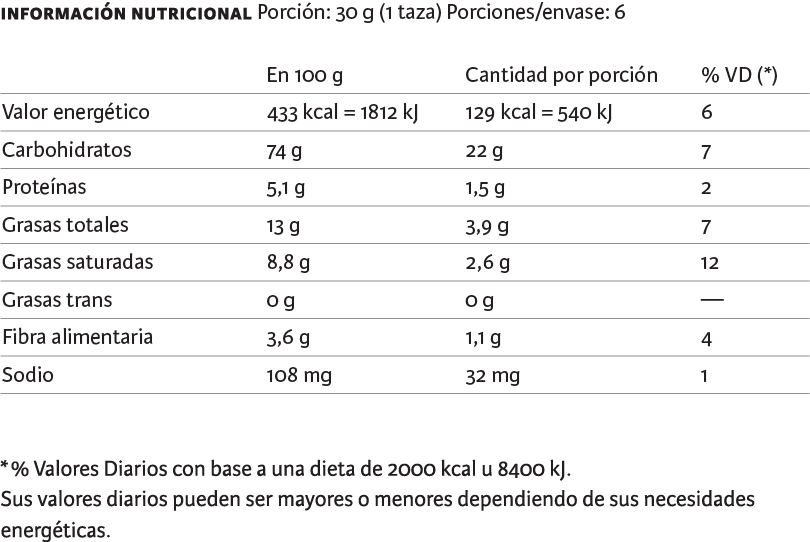 INFORMACIÓN NUTRICIONAL Porción: 30 g (1 taza) Porciones/envase: 6
En 100 g Cantidad por porción % VD (*)
Valor energético 433 kcal = 1812 kJ 129 kcal = 540 kJ 6
Carbohidratos 74 g 22 g 7
Proteínas 5,1 g 1,5 g 2
Grasas totales 13 g 3,9 g 7
Grasas saturadas 8,8 g 2,6 g 12
Grasas trans 0 g 0 g —
Fibra alimentaria 3,6 g 1,1 g 4
Sodio 108 mg 32 mg 1
* % Valores Diarios con base a una dieta de 2000 kcal u 8400 kJ.
Sus valores diarios pueden ser mayores o menores dependiendo de sus necesidades
energéticas.